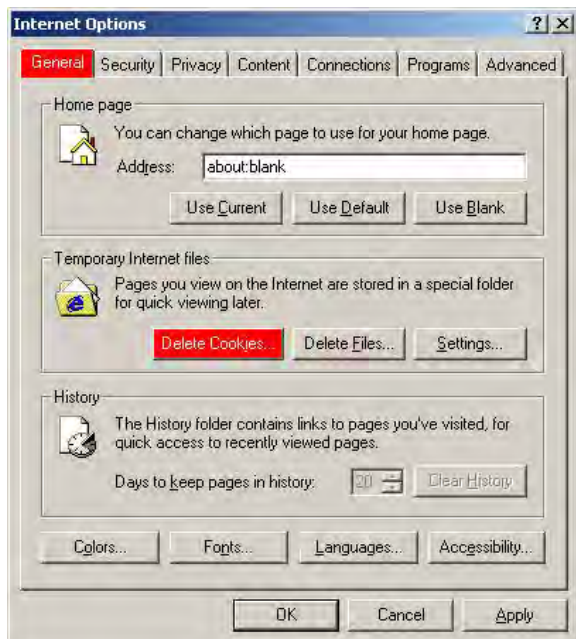 Internet Options
General Security Privacy Content Connections Programs Advanced
Home page
You can change which page to use for your home page.
Address: about:blank
Use Current Use Default Use Blank
Temporary Internet files
Pages you view on the Internet are stored in a special folder
for quick viewing later.
Delete Cookies... Delete Files... Settings...
History
The History folder contains links to pages you've visited, for
quick access to recently viewed pages.
Days to keep pages in history: 20 Clear History
Colors... Fonts... Languages... Accessibility...
OK Cancel Apply